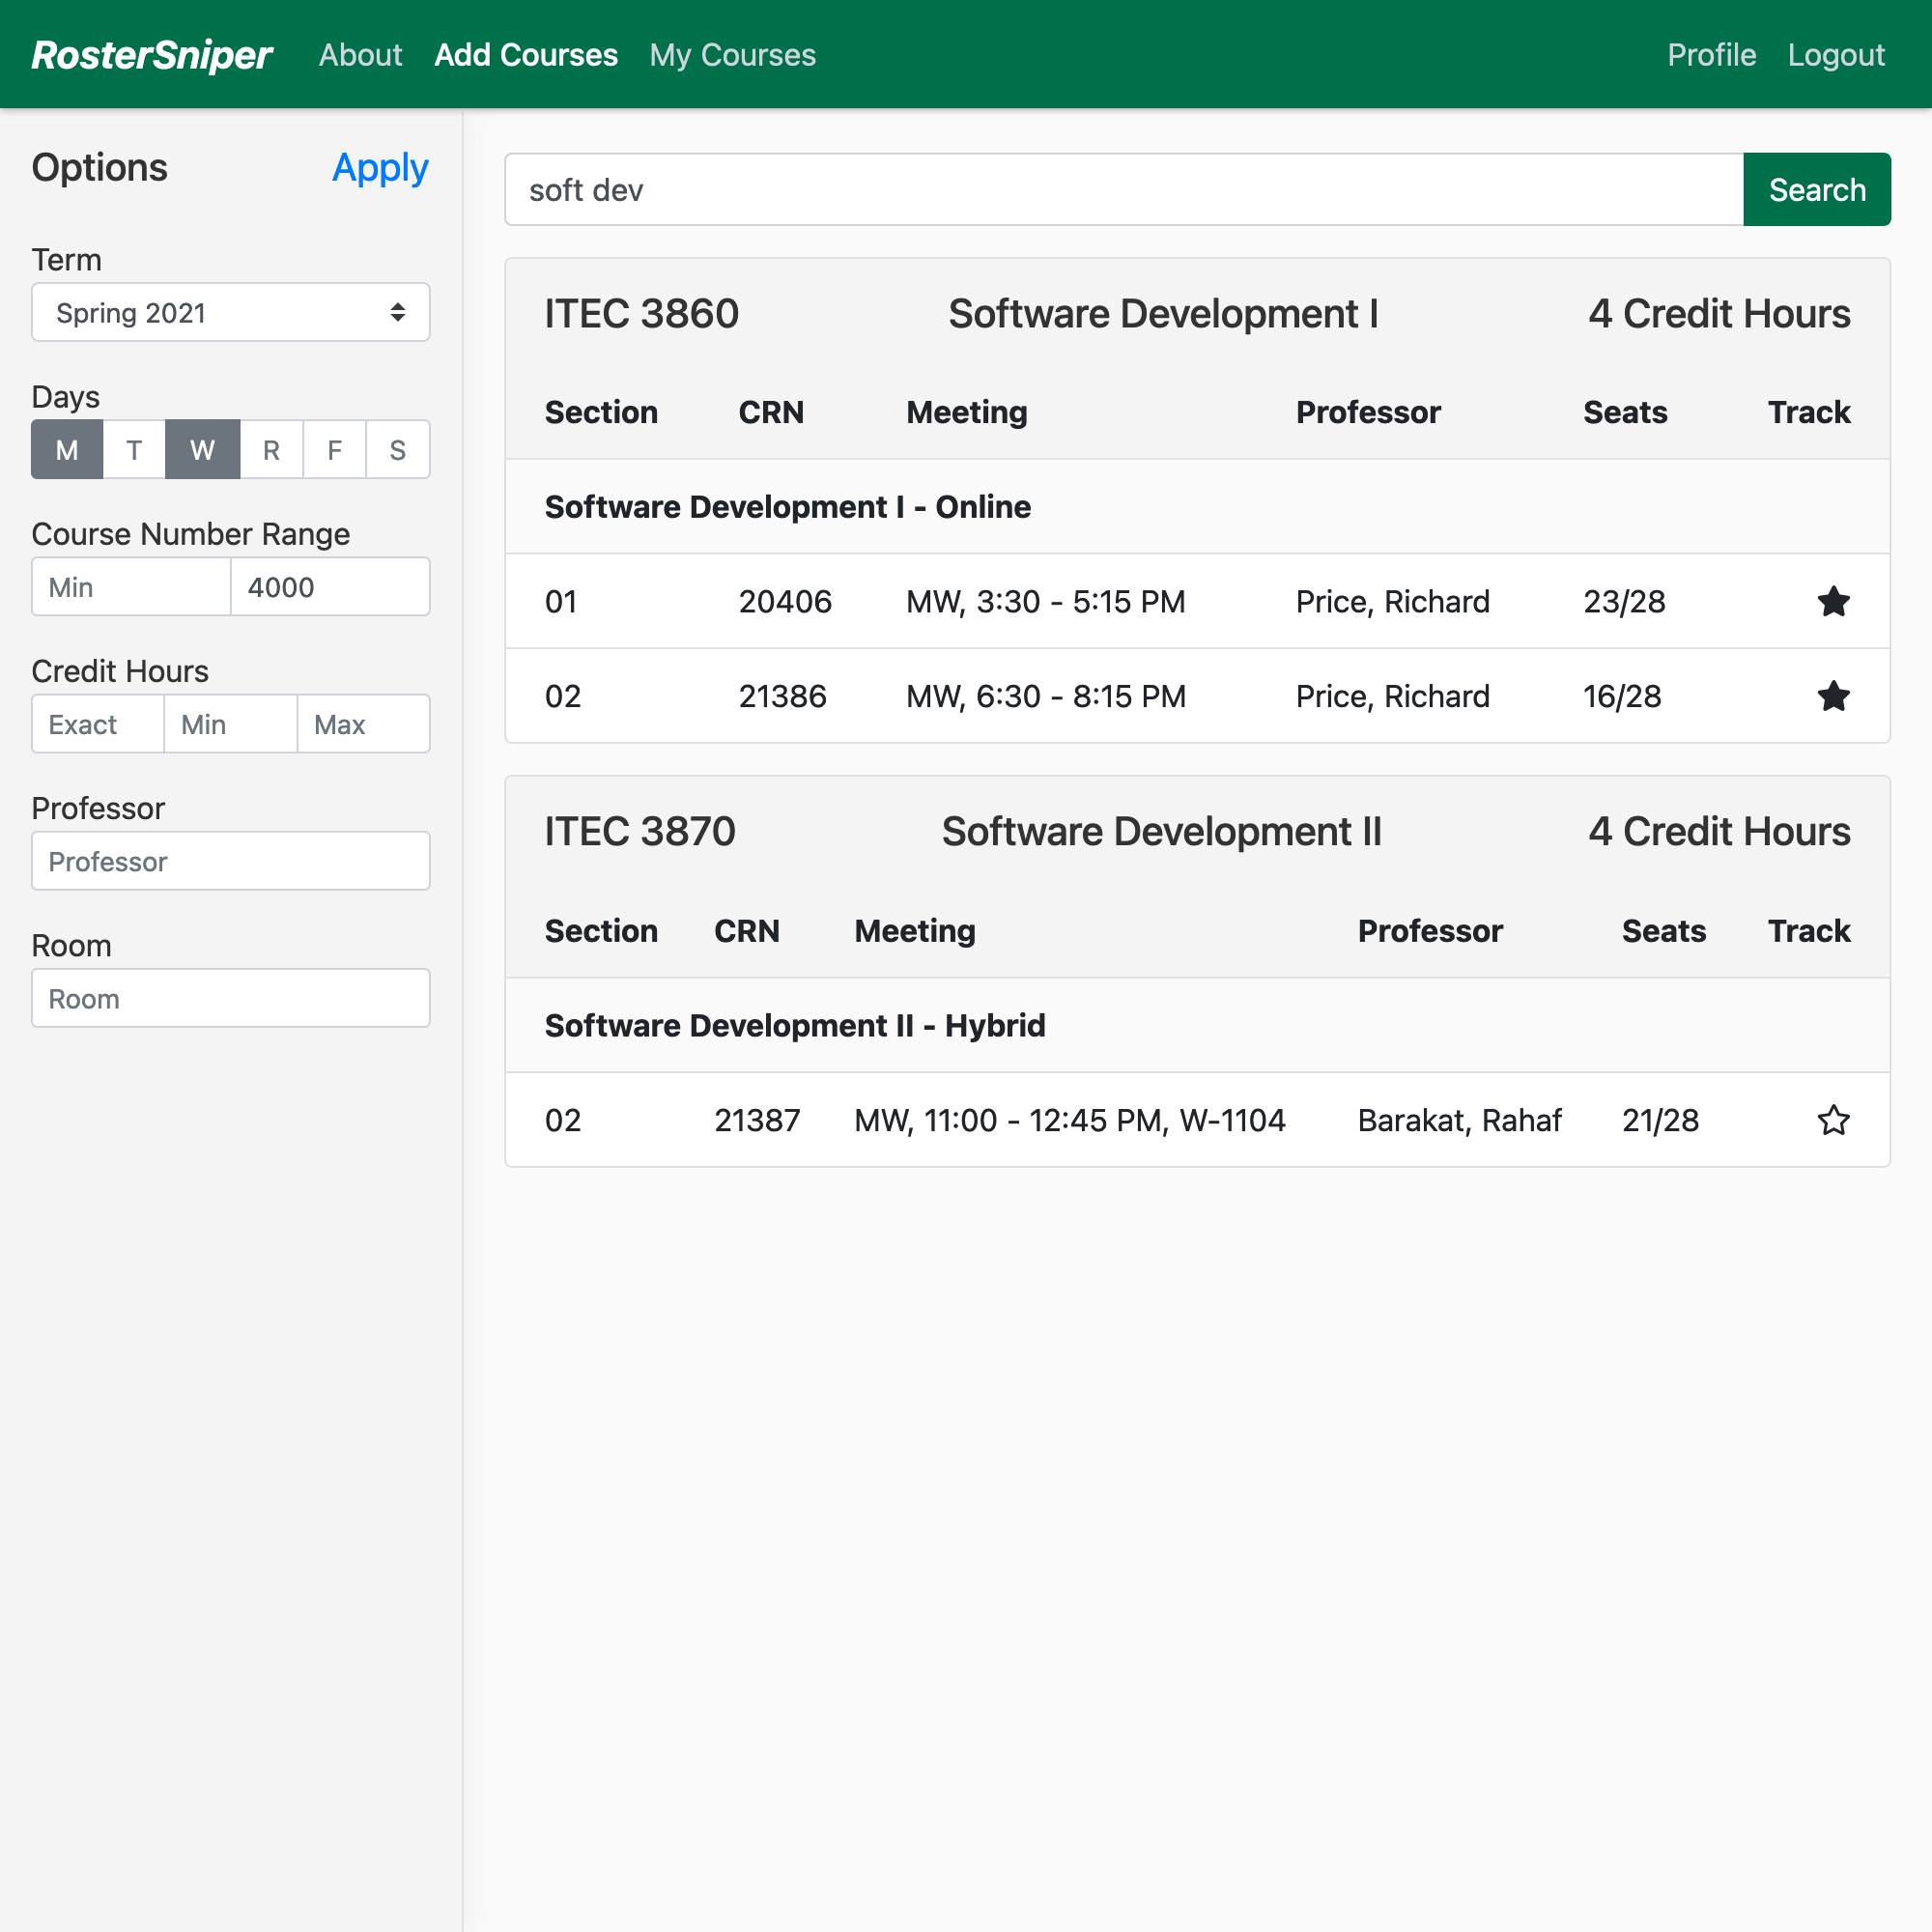 RosterSniper About Add Courses My Courses Profile Logout
Options Apply
Term
Spring 2021
Days
M T W R F S
Course Number Range
Min 4000
Credit Hours
Exact Min Max
Professor
Professor
Room
Room
soft dev Search
ITEC 3860 Software Development I 4 Credit Hours
Section CRN Meeting Professor Seats Track
Software Development I - Online
01 20406 MW, 3:30 - 5:15 PM Price, Richard 23/28
02 21386 MW, 6:30 - 8:15 PM Price, Richard 16/28
ITEC 3870 Software Development II 4 Credit Hours
Section CRN Meeting Professor Seats Track
Software Development II - Hybrid
02 21387 MW, 11:00 - 12:45 PM, W-1104 Barakat, Rahaf 21/28